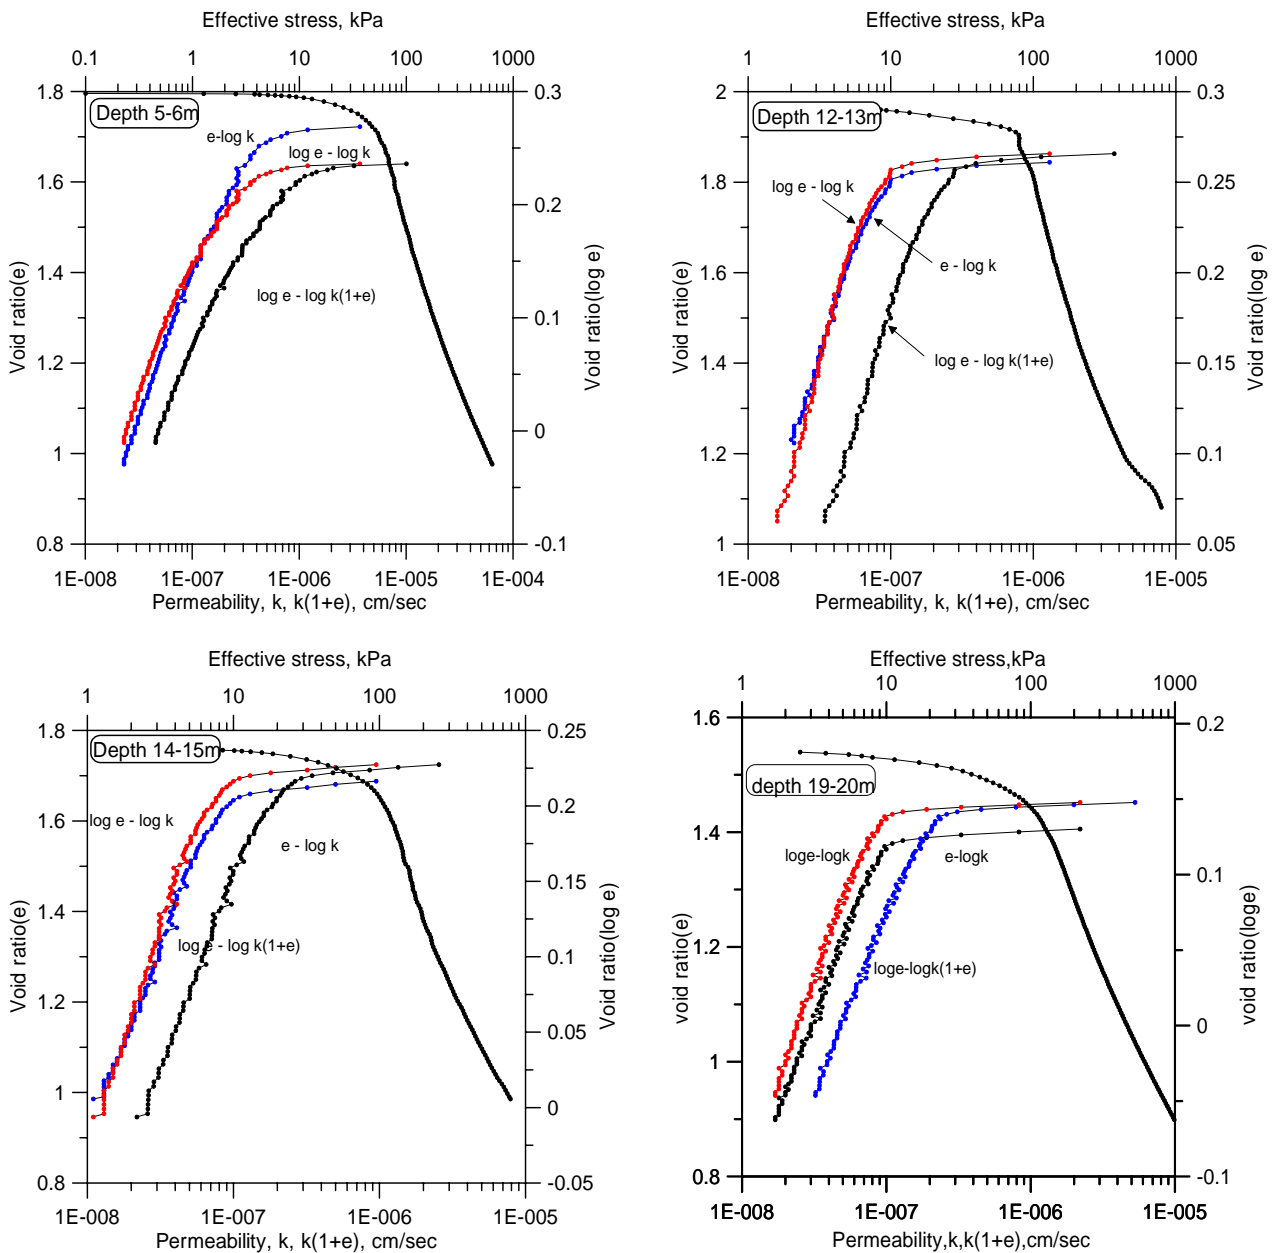 Effective stress, kPa
0.1 1 10 100 1000
1.8 0.3
Depth 5-6m
e-log k
log e - log k
1.6
0.2
1.4
log e - log k(1+e)
Void ratio(e)
Void ratio(log e)
0.1
1.2
0
1
0.8 -0.1
1E-008 1E-007 1E-006 1E-005 1E-004
Permeability, k, k(1+e), cm/sec
Effective stress, kPa
1 10 100 1000
2 0.3
Depth 12-13m
1.8 0.25
log e - log k
e - log k
1.6 0.2
Void ratio(e)
Void ratio(log e)
1.4 0.15
log e - log k(1+e)
1.2 0.1
1 0.05
1E-008 1E-007 1E-006 1E-005
Permeability, k, k(1+e), cm/sec
Effective stress, kPa
1 10 100 1000
1.8 0.25
Depth 14-15m
1.6 0.2
log e - log k
e - log k
0.15
1.4
Void ratio(e)
Void ratio(log e)
log e - log k(1+e)
0.1
1.2
0.05
1
0
0.8 -0.05
1E-008 1E-007 1E-006 1E-005
Permeability, k, k(1+e), cm/sec
Effective stress,kPa
1 10 100 1000
1.6 0.2
depth 19-20m
1.4
loge-logk
e-logk
0.1
1.2
void ratio(e)
void ratio(loge)
loge-logk(1+e)
0
1
0.8 -0.1
1E-008 1E-007 1E-006 1E-005
Permeability,k,k(1+e),cm/sec